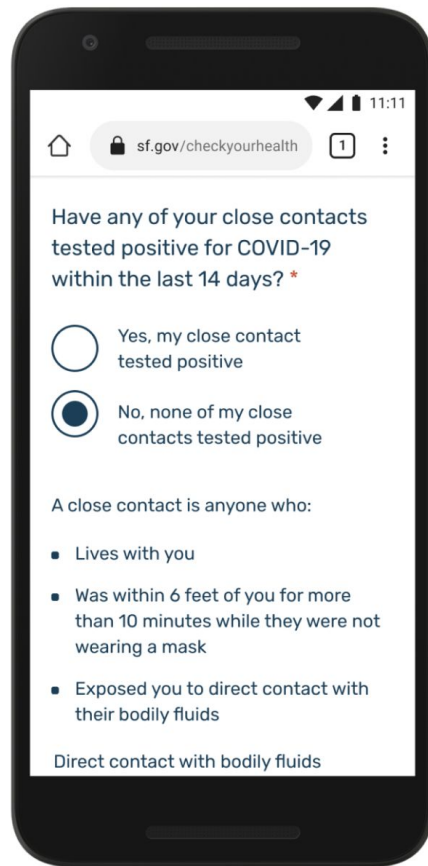 11:11
sf.gov/checkyourhealth
1
Have any of your close contacts
tested positive for COVID-19
within the last 14 days? *
Yes, my close contact
tested positive
No, none of my close
contacts tested positive
A close contact is anyone who:
Lives with you
Was within 6 feet of you for more
than 10 minutes while they were not
wearing a mask
Exposed you to direct contact with
their bodily fluids
Direct contact with bodily fluids